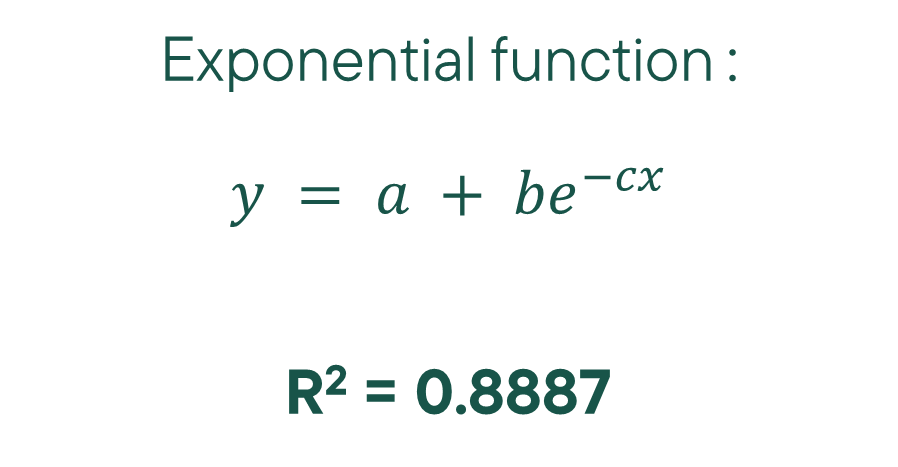 Exponential function :
y = a + be⁻ᶜˣ
R² = 0.8887